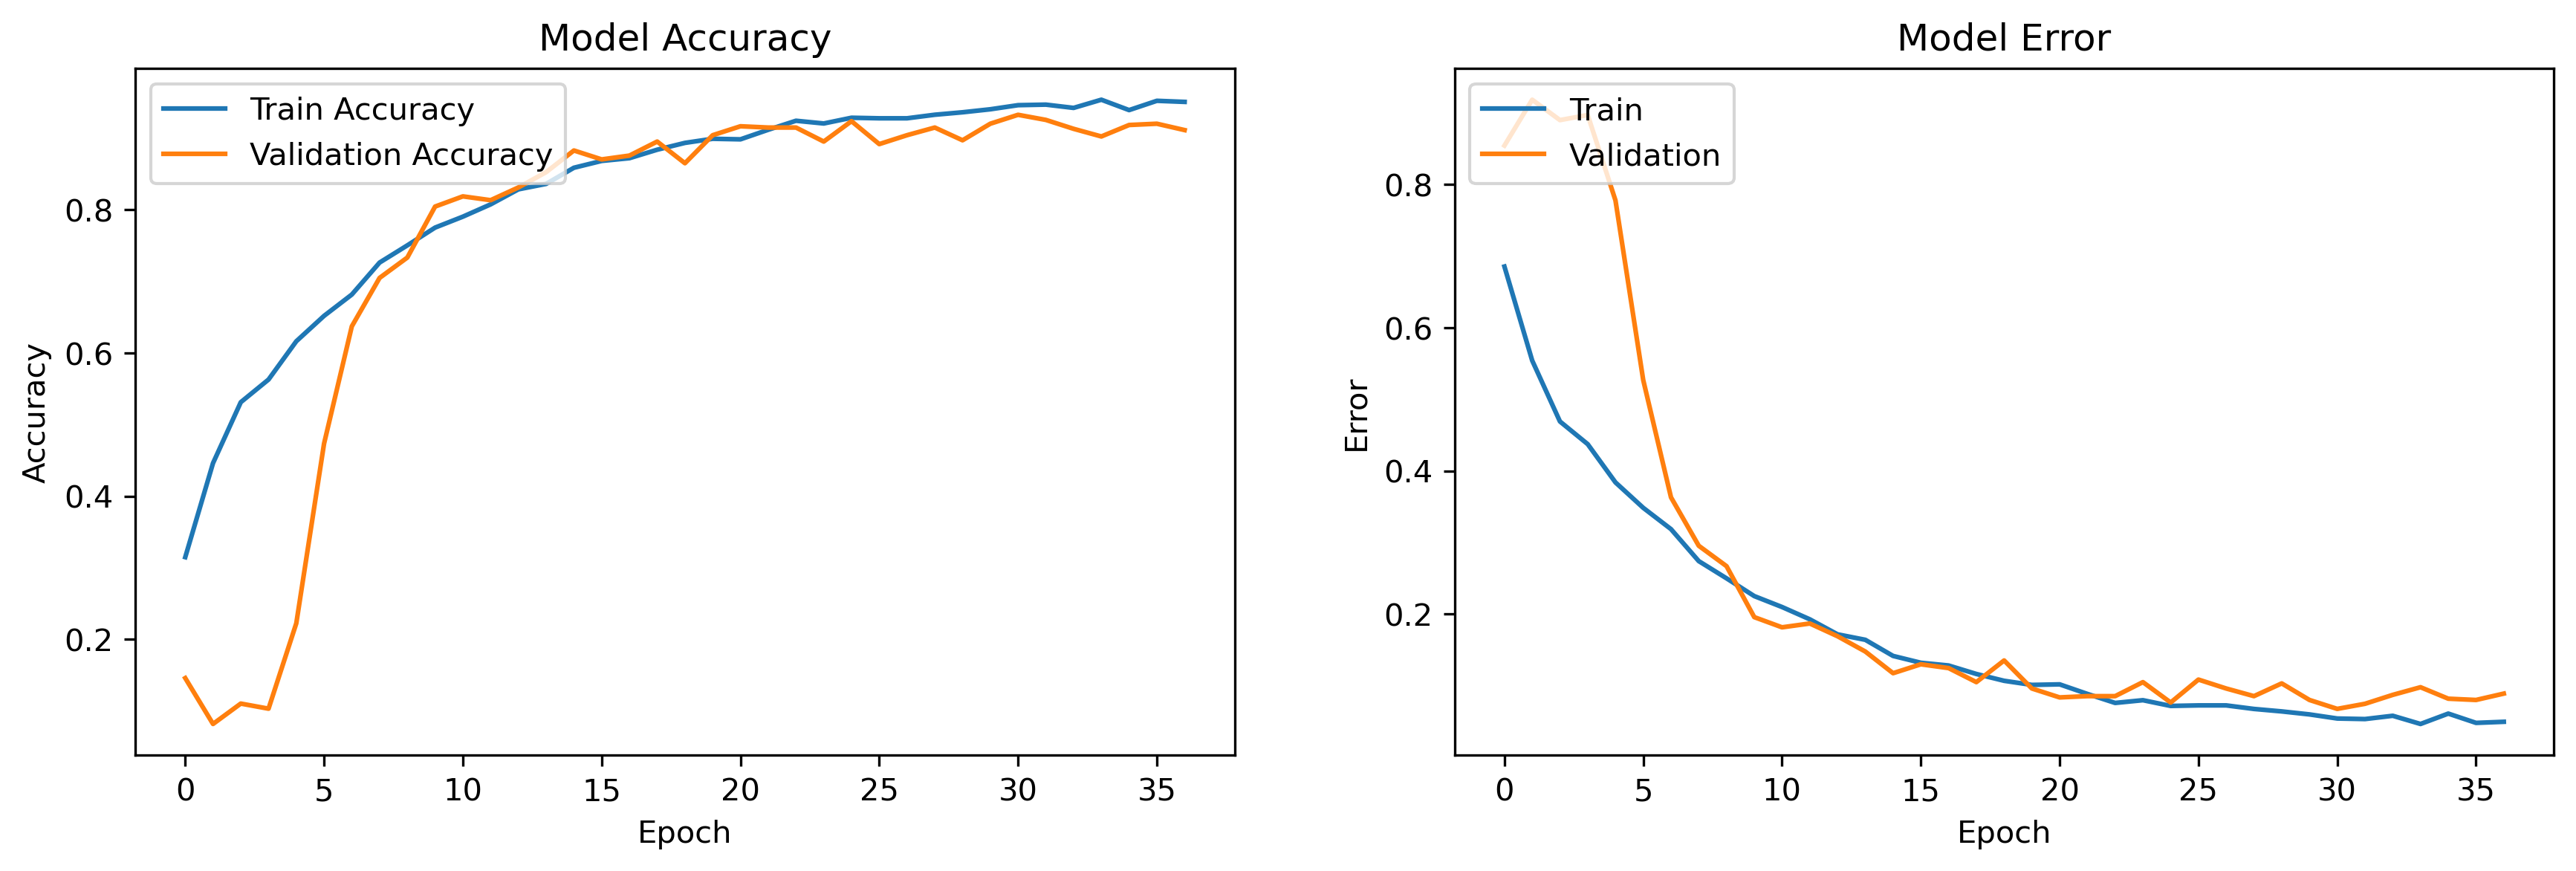 Model Accuracy
Train Accuracy
Validation Accuracy
0.8
0.6
0.4
0.2
Accuracy
0 5 10 15 20 25 30 35
Epoch
Model Error
Train
Validation
0.8
0.6
0.4
0.2
Error
0 5 10 15 20 25 30 35
Epoch